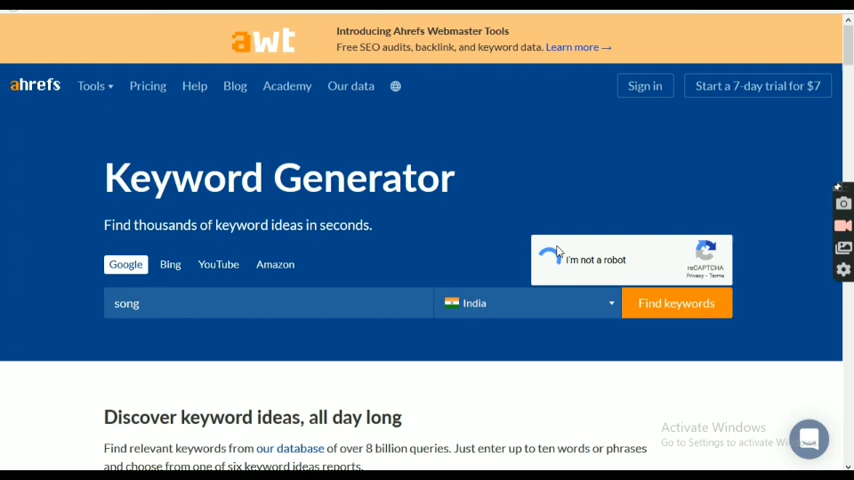 awt
Introducing Ahrefs Webmaster Tools
Free SEO audits, backlink, and keyword data. Learn more →
ahrefs Tools Pricing Help Blog Academy Our data Sign in Start a 7-day trial for $7
Keyword Generator
Find thousands of keyword ideas in seconds.
Google Bing YouTube Amazon
I'm not a robot
reCAPTCHA
Privacy - Terms
song India Find keywords
Discover keyword ideas, all day long
Activate Windows
Go to Settings to activate
Find relevant keywords from our database of over 8 billion queries. Just enter up to ten words or phrases
and choose from one of six keyword ideas reports.